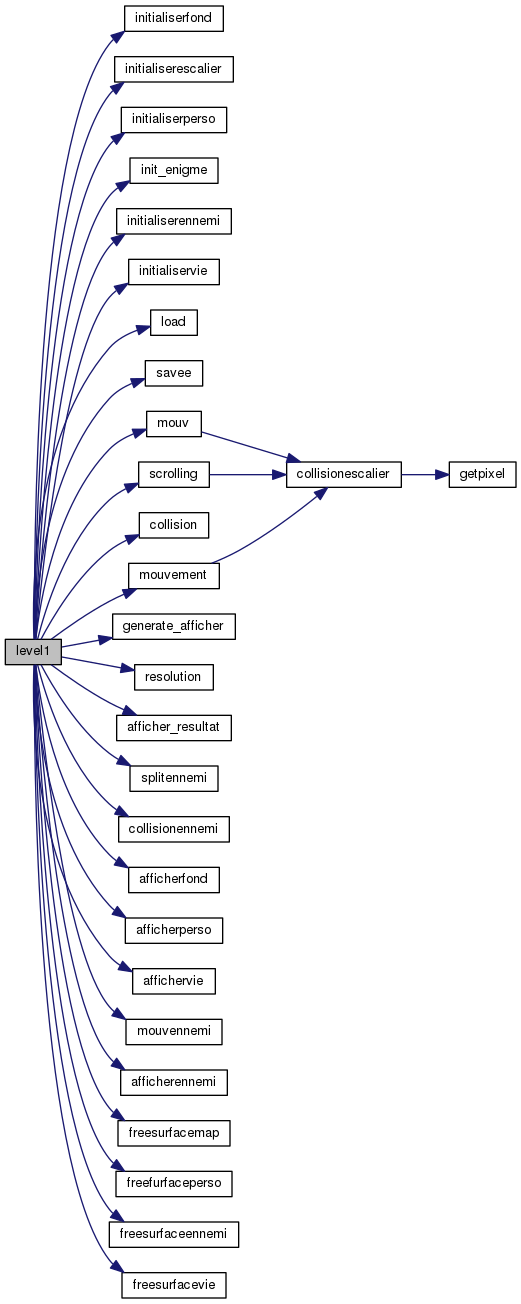 initialiserfond
initialiserescalier
initialiserperso
init_enigme
initialiserennemi
initialiservie
load
savee
mouv
scrolling
collisionescalier
getpixel
collision
mouvement
generate_afficher
level1
resolution
afficher_resultat
splitennemi
collisionennemi
afficherfond
afficherperso
affichervie
mouvennemi
afficherennemi
freesurfacemap
freefurfaceperso
freesurfaceennemi
freesurfacevie